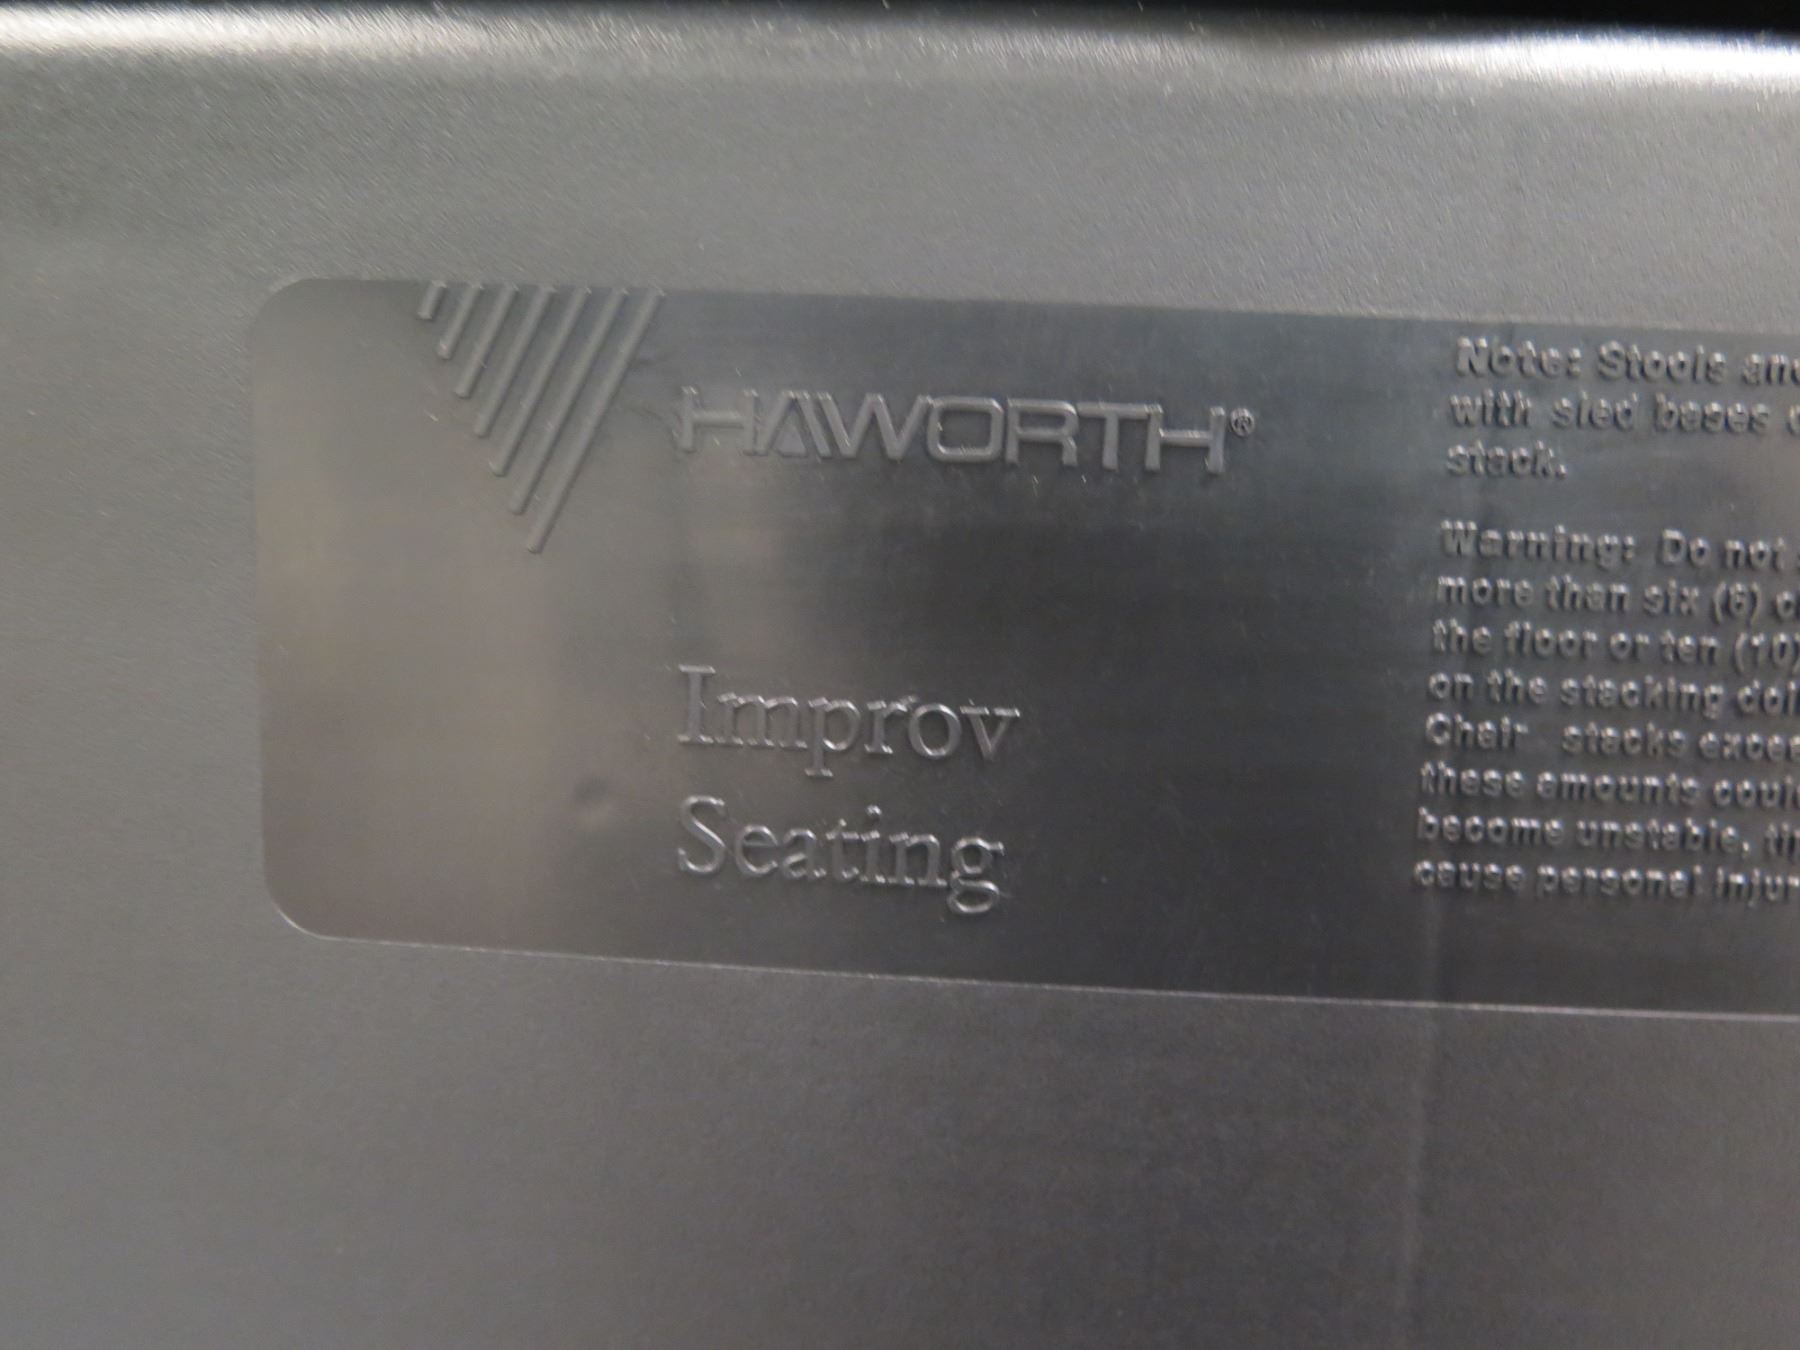 HAWORTH®
Improv
Seating
Note: Stools and
with sled bases
stack.
Warning: Do not
more than six (6)
the floor or ten (10)
on the stacking
Chair stacks
these amounts could
become unstable,
cause personal